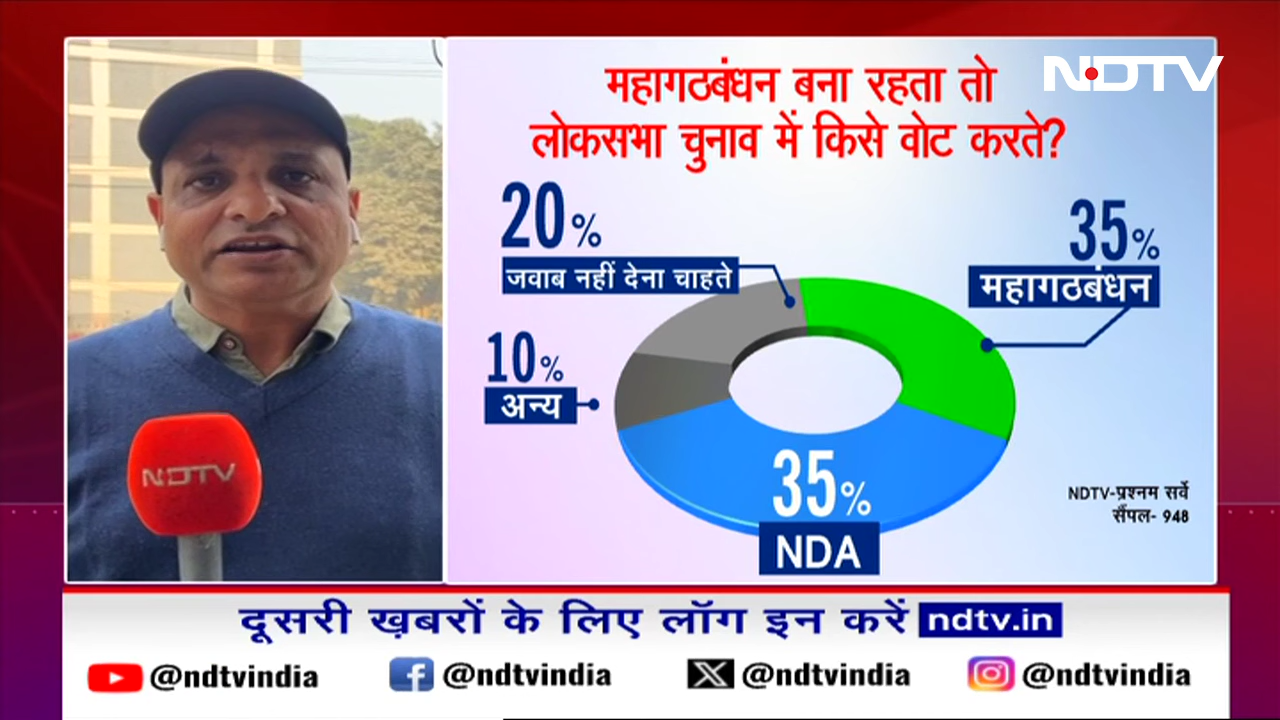 NDTV
महागठबंधन बना रहता तो
लोकसभा चुनाव में किसे वोट करते?
20%
जवाब नहीं देना चाहते
35%
महागठबंधन
10%
अन्य
35%
NDA
NDTV-प्रश्नम सर्वे
सैंपल- 948
NDTV
दूसरी ख़बरों के लिए लॉग इन करें ndtv.in
@ndtvindia @ndtvindia @ndtvindia @ndtvindia